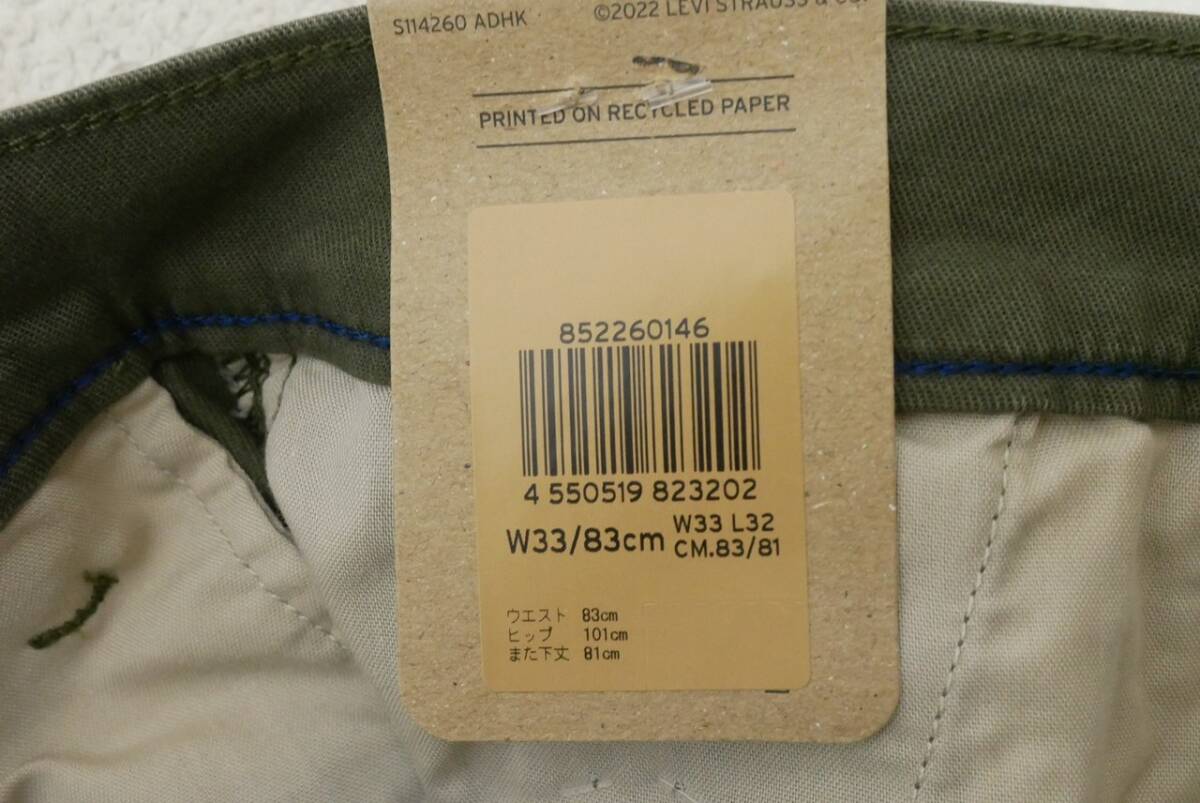 S114260 ADHK
©2022 LEVI STRAUSS & CO.
PRINTED ON RECYCLED PAPER
852260146
4 550519 823202
W33/83cm
W33 L32
CM.83/81
ウエスト 83cm
ヒップ 101cm
また下丈 81cm